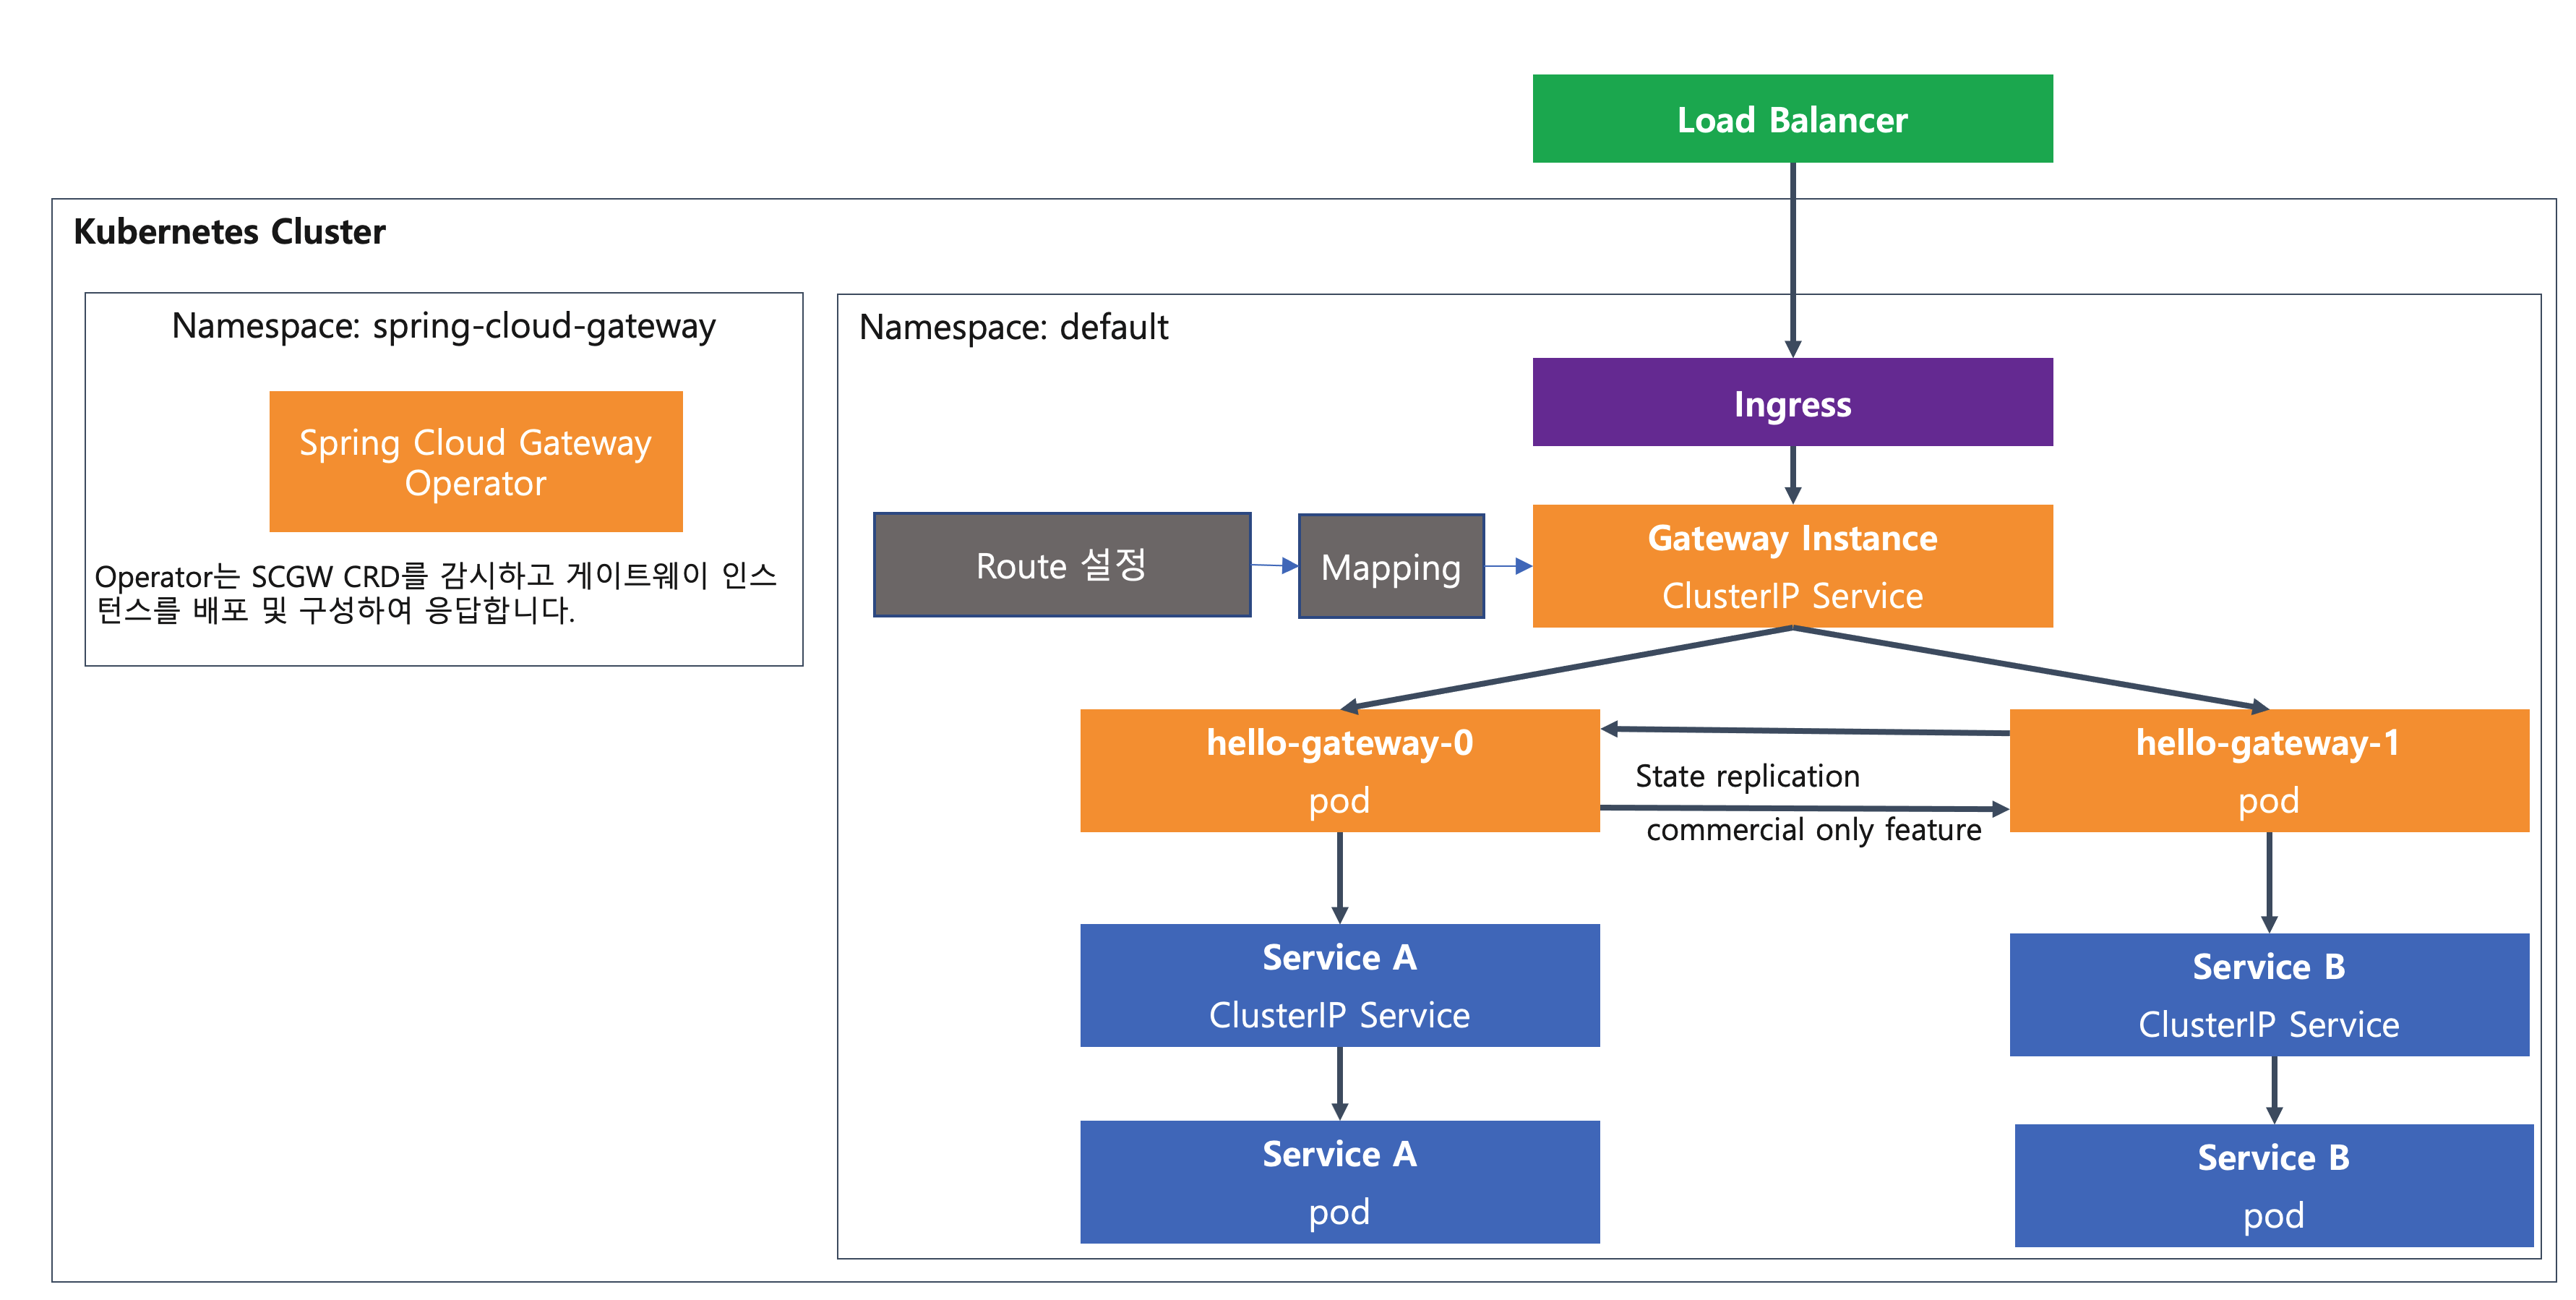 Load Balancer
Kubernetes Cluster
Namespace: spring-cloud-gateway
Spring Cloud Gateway
Operator
Operator는 SCGW CRD를 감시하고 게이트웨이 인스
턴스를 배포 및 구성하여 응답합니다.
Namespace: default
Ingress
Route 설정
Mapping
Gateway Instance
ClusterIP Service
hello-gateway-0
pod
State replication
commercial only feature
hello-gateway-1
pod
Service A
ClusterIP Service
Service B
ClusterIP Service
Service A
pod
Service B
pod